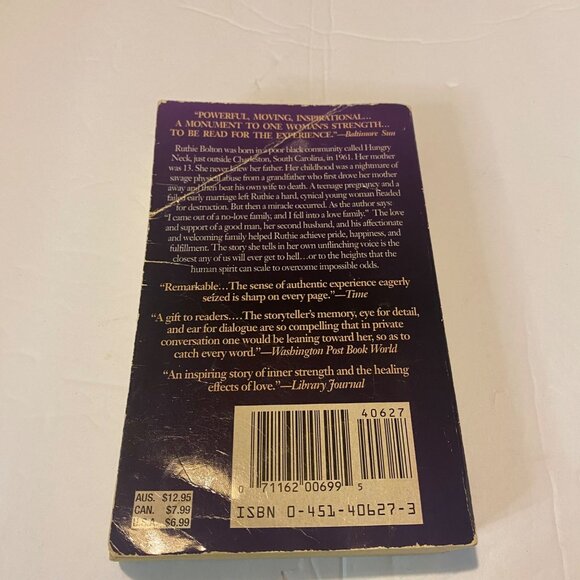 "POWERFUL, MOVING, INSPIRATIONAL...
A MONUMENT TO ONE WOMAN'S STRENGTH...
TO BE READ FOR THE EXPERIENCE."—Baltimore Sun
Ruthie Bolton was born in a poor black community called Hungry
Neck, just outside Charleston, South Carolina, in 1961. Her mother
was 13. She never knew her father. Her childhood was a nightmare of
savage physical abuse from a grandfather who first drove her mother
away and then beat his own wife to death. A teenage pregnancy and a
failed early marriage left Ruthie a hard, cynical young woman headed
for destruction. But then a miracle occurred. As the author says:
"I came out of a no-love family, and I fell into a love family." The love
and support of a good man, her second husband, and his affectionate
and welcoming family helped Ruthie achieve pride, happiness, and
fulfillment. The story she tells in her own unflinching voice is the
closest any of us will ever get to hell...or to the heights that the
human spirit can scale to overcome impossible odds.
"Remarkable...The sense of authentic experience eagerly
seized is sharp on every page."—Time
"A gift to readers....The storyteller's memory, eye for detail,
and ear for dialogue are so compelling that in private
conversation one would be leaning toward her, so as to
catch every word."—Washington Post Book World
"An inspiring story of inner strength and the healing
effects of love."—Library Journal
40627
0 71162 00699 5
ISBN 0-451-40627-3
AUS. $12.95
CAN. $7.99
U.S.A. $6.99